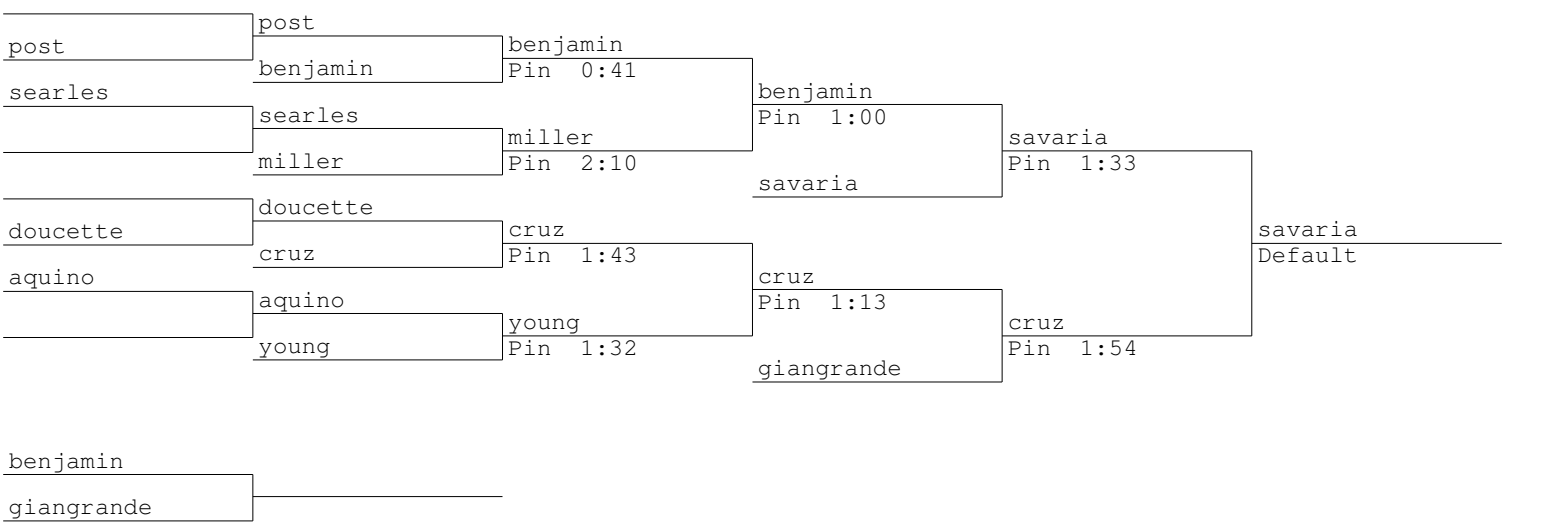 post
post
benjamin
benjamin
Pin 0:41
searles
searles
miller
miller
Pin 2:10
benjamin
Pin 1:00
savaria
savaria
Pin 1:33
doucette
doucette
cruz
cruz
Pin 1:43
aquino
aquino
young
young
Pin 1:32
cruz
Pin 1:13
giangrande
cruz
Pin 1:54
savaria
Default
benjamin
giangrande